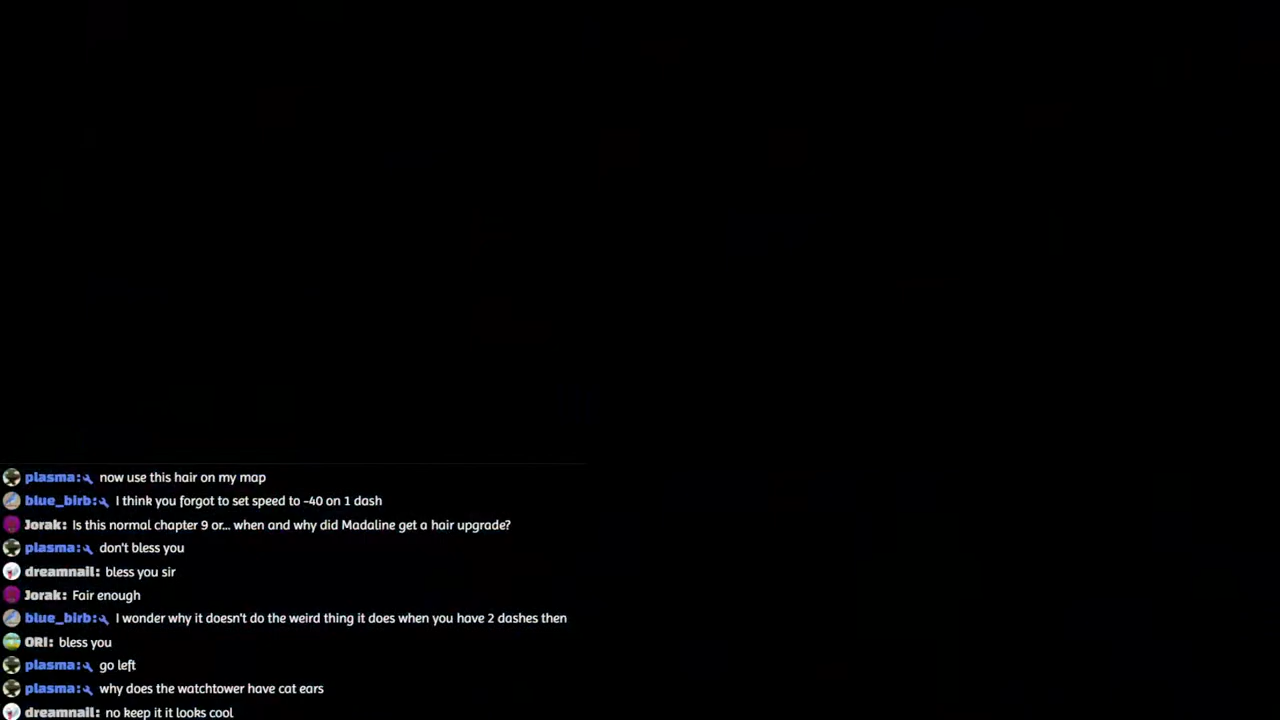 plasma: now use this hair on my map
blue_birb: I think you forgot to set speed to -40 on 1 dash
Jorak: Is this normal chapter 9 or... when and why did Madaline get a hair upgrade?
plasma: don't bless you
dreamnail: bless you sir
Jorak: Fair enough
blue_birb: I wonder why it doesn't do the weird thing it does when you have 2 dashes then
ORI: bless you
plasma: go left
plasma: why does the watchtower have cat ears
dreamnail: no keep it it looks cool